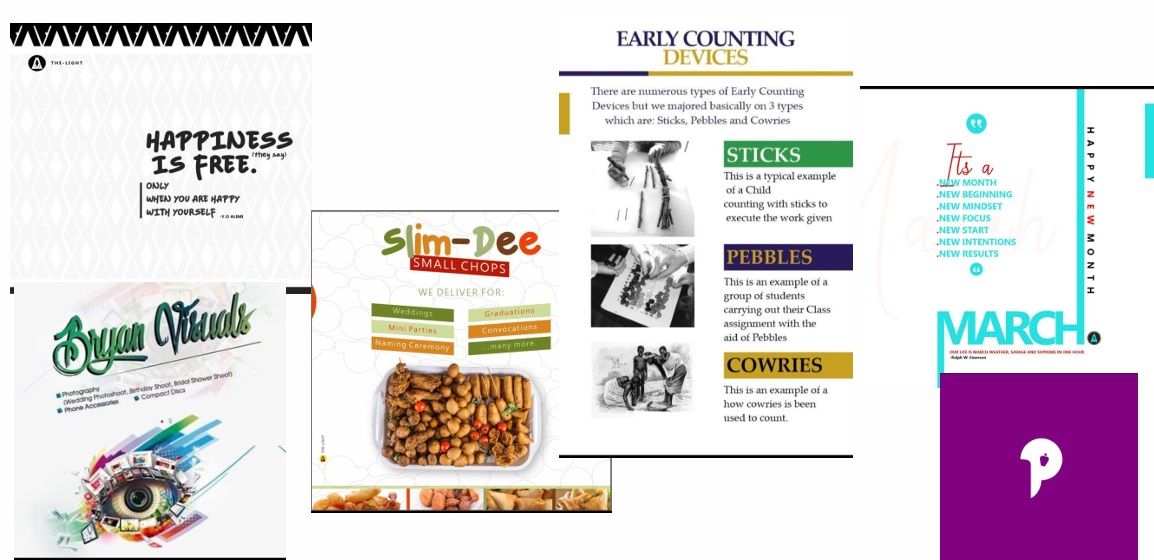 THE-LIGHT
HAPPINESS
IS FREE.
(they say)
ONLY
WHEN YOU ARE HAPPY
WITH YOURSELF
Bryan Visuals
Photography
(Wedding Photoshoot, Birthday Shoot, Bridal Shower Shoot)
Phone Accessories
Compact Discs
Slim-Dee
SMALL CHOPS
WE DELIVER FOR:
Weddings
Graduations
Mini Parties
Convocations
Naming Ceremony
...many more.
THE-LIGHT
EARLY COUNTING
DEVICES
There are numerous types of Early Counting
Devices but we majored basically on 3 types
which are: Sticks, Pebbles and Cowries
STICKS
This is a typical example
of a Child
counting with sticks to
execute the work given
PEBBLES
This is an example of a
group of students
carrying out their Class
assignment with the
aid of Pebbles
COWRIES
This is an example of a
how cowries is been
used to count.
March
Its a
.NEW MONTH
.NEW BEGINNING
.NEW MINDSET
.NEW FOCUS
.NEW START
.NEW INTENTIONS
.NEW RESULTS
HAPPY NEW MONTH
MARCH
OUR LIFE IS MARCH WEATHER, SAVAGE AND SUPREME IN ONE HOUR
-Ralph W. Emerson